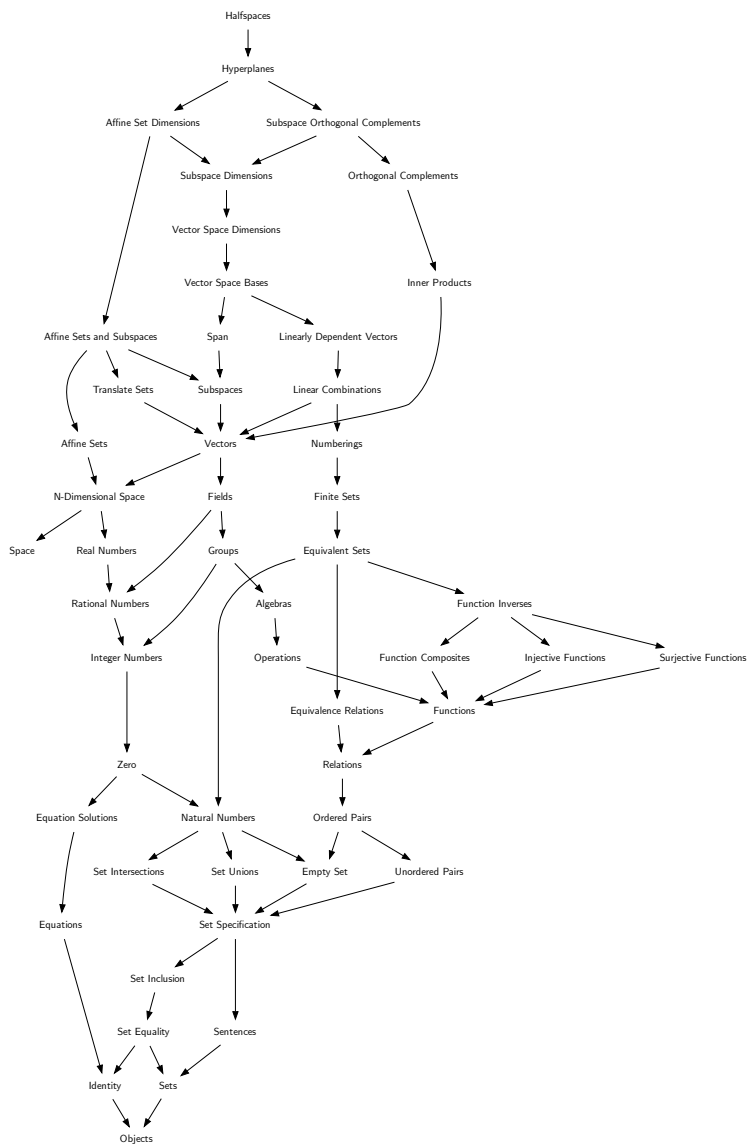 Halfspaces
Hyperplanes
Affine Set Dimensions
Subspace Orthogonal Complements
Subspace Dimensions
Orthogonal Complements
Vector Space Dimensions
Vector Space Bases
Inner Products
Affine Sets and Subspaces
Span
Linearly Dependent Vectors
Translate Sets
Subspaces
Linear Combinations
Affine Sets
Vectors
Numberings
N-Dimensional Space
Fields
Finite Sets
Space
Real Numbers
Groups
Equivalent Sets
Rational Numbers
Algebras
Function Inverses
Integer Numbers
Operations
Function Composites
Injective Functions
Surjective Functions
Equivalence Relations
Functions
Zero
Relations
Equation Solutions
Natural Numbers
Ordered Pairs
Set Intersections
Set Unions
Empty Set
Unordered Pairs
Equations
Set Specification
Set Inclusion
Set Equality
Sentences
Identity
Sets
Objects